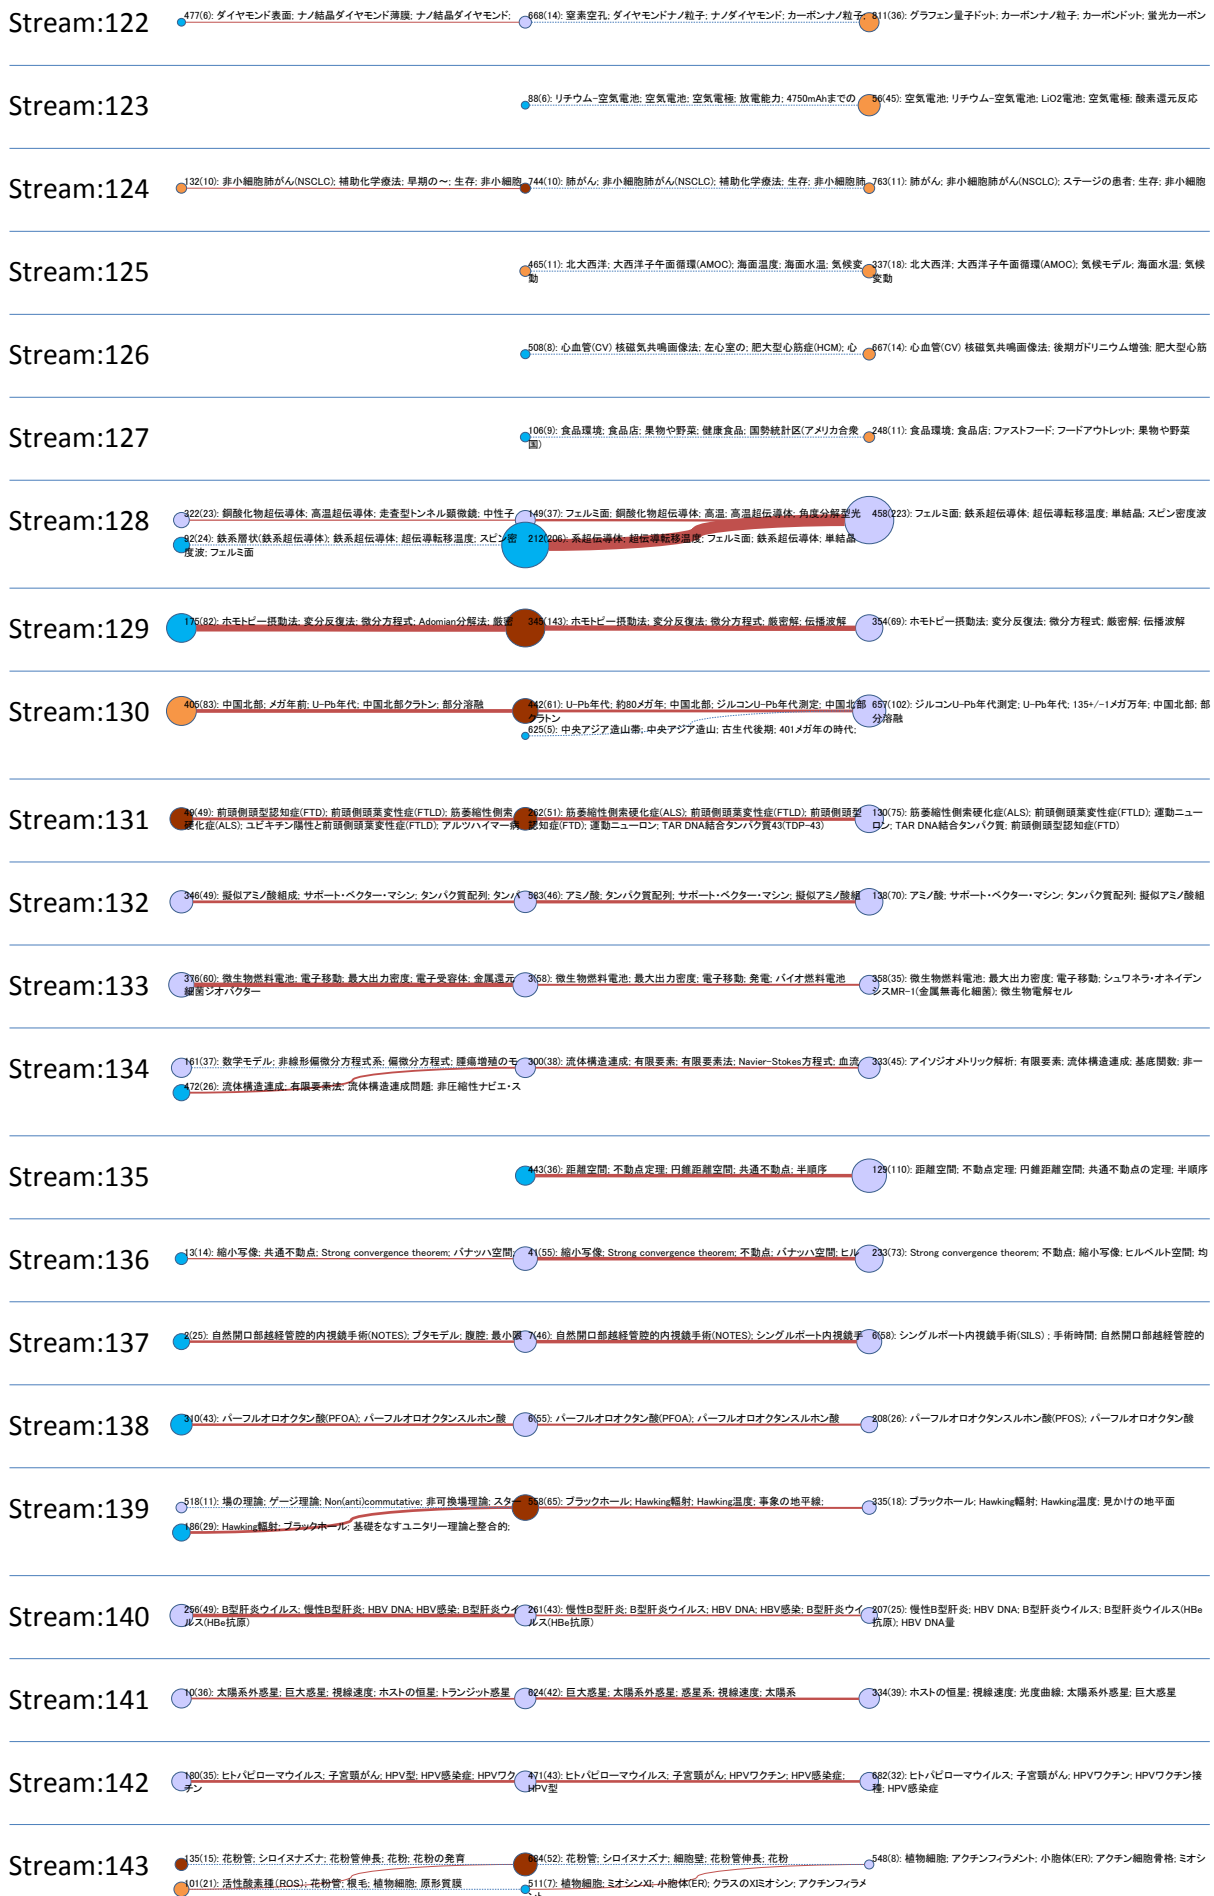 Stream:122
477(6): ダイヤモンド表面; ナノ結晶ダイヤモンド薄膜; ナノ結晶ダイヤモンド;
668(14): 窒素空孔; ダイヤモンドナノ粒子; ナノダイヤモンド; カーボンナノ粒子;
811(36): グラフェン量子ドット; カーボンナノ粒子; カーボンドット; 蛍光カーボン
Stream:123
88(6): リチウム-空気電池; 空気電池; 空気電極; 放電能力; 4750mAhまでの
56(45): 空気電池; リチウム-空気電池; LiO2電池; 空気電極; 酸素還元反応
Stream:124
132(10): 非小細胞肺がん(NSCLC); 補助化学療法; 早期の～; 生存; 非小細胞
744(10): 肺がん; 非小細胞肺がん(NSCLC); 補助化学療法; 生存; 非小細胞肺
763(11): 肺がん; 非小細胞肺がん(NSCLC); ステージの患者; 生存; 非小細胞
Stream:125
465(11): 北大西洋; 大西洋子午面循環(AMOC); 海面温度; 海面水温; 気候変
動
337(18): 北大西洋; 大西洋子午面循環(AMOC); 気候モデル; 海面水温; 気候
変動
Stream:126
508(8): 心血管(CV) 核磁気共鳴画像法; 左心室の; 肥大型心筋症(HCM); 心
667(14): 心血管(CV) 核磁気共鳴画像法; 後期ガドリニウム増強; 肥大型心筋
Stream:127
106(9): 食品環境; 食品店; 果物や野菜; 健康食品; 国勢統計区(アメリカ合衆
国)
248(11): 食品環境; 食品店; ファストフード; フードアウトレット; 果物や野菜
Stream:128
322(23): 銅酸化物超伝導体; 高温超伝導体; 走査型トンネル顕微鏡; 中性子
149(37): フェルミ面; 銅酸化物超伝導体; 高温; 高温超伝導体; 角度分解型光
458(223): フェルミ面; 鉄系超伝導体; 超伝導転移温度; 単結晶; スピン密度波
92(24): 鉄系層状(鉄系超伝導体); 鉄系超伝導体; 超伝導転移温度; スピン密
度波; フェルミ面
212(206): 系超伝導体; 超伝導転移温度; フェルミ面; 鉄系超伝導体; 単結晶
Stream:129
175(82): ホモトピー摂動法; 変分反復法; 微分方程式; Adomian分解法; 厳密
345(143): ホモトピー摂動法; 変分反復法; 微分方程式; 厳密解; 伝播波解
354(69): ホモトピー摂動法; 変分反復法; 微分方程式; 厳密解; 伝播波解
Stream:130
405(83): 中国北部; メガ年前; U-Pb年代; 中国北部クラトン; 部分溶融
442(61): U-Pb年代; 約80メガ年; 中国北部; ジルコンU-Pb年代測定; 中国北部
クラトン
657(102): ジルコンU-Pb年代測定; U-Pb年代; 135+/-1メガ万年; 中国北部; 部
分溶融
625(5): 中央アジア造山帯; 中央アジア造山; 古生代後期; 401メガ年の時代;
Stream:131
49(49): 前頭側頭型認知症(FTD); 前頭側頭葉変性症(FTLD); 筋萎縮性側索
硬化症(ALS); ユビキチン陽性と前頭側頭葉変性症(FTLD); アルツハイマー病
262(51): 筋萎縮性側索硬化症(ALS); 前頭側頭葉変性症(FTLD); 前頭側頭型
認知症(FTD); 運動ニューロン; TAR DNA結合タンパク質43(TDP-43)
130(75): 筋萎縮性側索硬化症(ALS); 前頭側頭葉変性症(FTLD); 運動ニュー
ロン; TAR DNA結合タンパク質; 前頭側頭型認知症(FTD)
Stream:132
346(49): 擬似アミノ酸組成; サポート・ベクター・マシン; タンパク質配列; タンパ
583(46): アミノ酸; タンパク質配列; サポート・ベクター・マシン; 擬似アミノ酸組
138(70): アミノ酸; サポート・ベクター・マシン; タンパク質配列; 擬似アミノ酸組
Stream:133
376(60): 微生物燃料電池; 電子移動; 最大出力密度; 電子受容体; 金属還元
細菌ジオバクター
3(58): 微生物燃料電池; 最大出力密度; 電子移動; 発電; バイオ燃料電池
358(35): 微生物燃料電池; 最大出力密度; 電子移動; シュワネラ・オネイデン
シスMR-1(金属無毒化細菌); 微生物電解セル
Stream:134
161(37): 数学モデル; 非線形偏微分方程式系; 偏微分方程式; 腫瘍増殖のモ
300(38): 流体構造連成; 有限要素; 有限要素法; Navier-Stokes方程式; 血流
333(45): アイソジオメトリック解析; 有限要素; 流体構造連成; 基底関数; 非一
472(26): 流体構造連成; 有限要素法; 流体構造連成問題; 非圧縮性ナビエ・ス
Stream:135
443(36): 距離空間; 不動点定理; 円錐距離空間; 共通不動点; 半順序
129(110): 距離空間; 不動点定理; 円錐距離空間; 共通不動点の定理; 半順序
Stream:136
13(14): 縮小写像; 共通不動点; Strong convergence theorem; バナッハ空間;
41(55): 縮小写像; Strong convergence theorem; 不動点; バナッハ空間; ヒル
233(73): Strong convergence theorem; 不動点; 縮小写像; ヒルベルト空間; 均
Stream:137
2(25): 自然開口部越経管腔的内視鏡手術(NOTES); ブタモデル; 腹腔; 最小限
7(46): 自然開口部越経管腔的内視鏡手術(NOTES); シングルポート内視鏡手
6(58): シングルポート内視鏡手術(SILS) ; 手術時間; 自然開口部越経管腔的
Stream:138
310(43): パーフルオロオクタン酸(PFOA); パーフルオロオクタンスルホン酸
6(55): パーフルオロオクタン酸(PFOA); パーフルオロオクタンスルホン酸
208(26): パーフルオロオクタンスルホン酸(PFOS); パーフルオロオクタン酸
Stream:139
518(11): 場の理論; ゲージ理論; Non(anti)commutative; 非可換場理論; スター
558(65): ブラックホール; Hawking輻射; Hawking温度; 事象の地平線;
335(18): ブラックホール; Hawking輻射; Hawking温度; 見かけの地平面
186(29): Hawking輻射; ブラックホール; 基礎をなすユニタリー理論と整合的;
Stream:140
256(49): B型肝炎ウイルス; 慢性B型肝炎; HBV DNA; HBV感染; B型肝炎ウイ
ルス(HBe抗原)
261(43): 慢性B型肝炎; B型肝炎ウイルス; HBV DNA; HBV感染; B型肝炎ウイ
ルス(HBe抗原)
207(25): 慢性B型肝炎; HBV DNA; B型肝炎ウイルス; B型肝炎ウイルス(HBe
抗原); HBV DNA量
Stream:141
10(36): 太陽系外惑星; 巨大惑星; 視線速度; ホストの恒星; トランジット惑星
624(42): 巨大惑星; 太陽系外惑星; 惑星系; 視線速度; 太陽系
334(39): ホストの恒星; 視線速度; 光度曲線; 太陽系外惑星; 巨大惑星
Stream:142
180(35): ヒトパピローマウイルス; 子宮頸がん; HPV型; HPV感染症; HPVワク
チン
471(43): ヒトパピローマウイルス; 子宮頸がん; HPVワクチン; HPV感染症;
HPV型
682(32): ヒトパピローマウイルス; 子宮頸がん; HPVワクチン; HPVワクチン接
種; HPV感染症
Stream:143
135(15): 花粉管; シロイヌナズナ; 花粉管伸長; 花粉; 花粉の発育
684(52): 花粉管; シロイヌナズナ; 細胞壁; 花粉管伸長; 花粉
548(8): 植物細胞; アクチンフィラメント; 小胞体(ER); アクチン細胞骨格; ミオシ
101(21): 活性酸素種(ROS); 花粉管; 根毛; 植物細胞; 原形質膜
511(7): 植物細胞; ミオシンXI; 小胞体(ER); クラスのXIミオシン; アクチンフィラメ